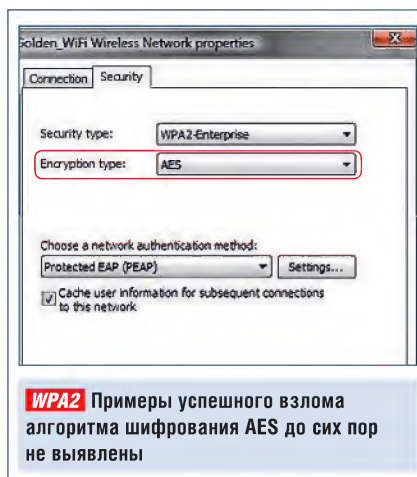 Golden_WiFi Wireless Network properties
Connection Security
Security type: WPA2-Enterprise
Encryption type: AES
Choose a network authentication method:
Protected EAP (PEAP) Settings...
Cache user information for subsequent connections
to this network
WPA2 Примеры успешного взлома
алгоритма шифрования AES до сих пор
не выявлены